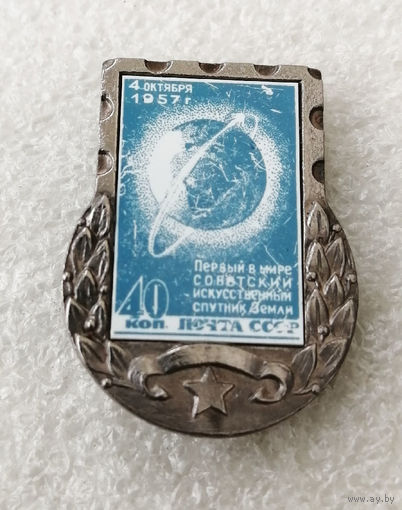 4 ОКТЯБРЯ
1957 г.
ПЕРВЫЙ В МИРЕ
СОВЕТСКИЙ
ИСКУССТВЕННЫЙ
СПУТНИК ЗЕМЛИ
40
КОП. ПОЧТА СССР
www.ay.by